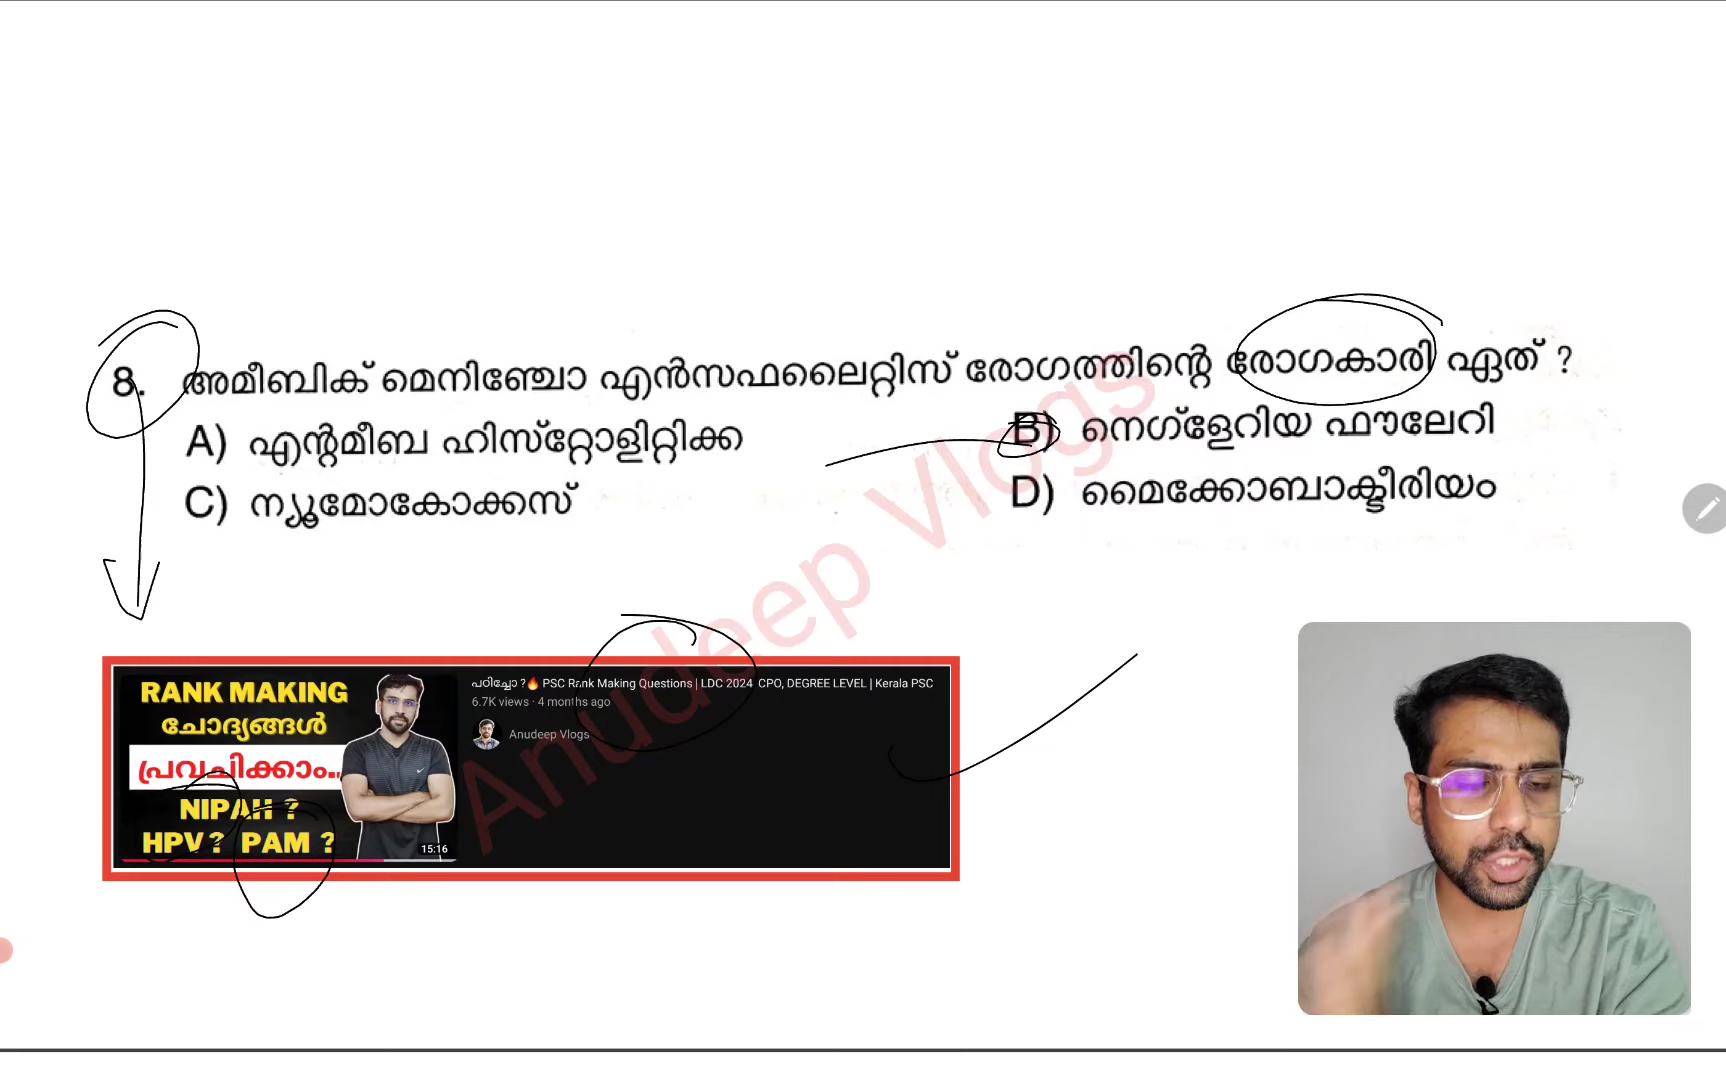 8. അമീബിക് മെനിഞ്ചോ എൻസഫലൈറ്റിസ് രോഗത്തിന്റെ രോഗകാരി ഏത് ?
A) എന്റമീബ ഹിസ്റ്റോളിറ്റിക്ക
B) നെഗ്ളേറിയ ഫൗലേറി
C) ന്യൂമോകോക്കസ്
D) മൈക്കോബാക്ടീരിയം
RANK MAKING
ചോദ്യങ്ങൾ
പ്രവചിക്കാം..
NIPAH ?
HPV ? PAM ?
15:16
പഠിച്ചോ ?🔥 PSC Rank Making Questions | LDC 2024 CPO, DEGREE LEVEL | Kerala PSC
6.7K views · 4 months ago
Anudeep Vlogs
Anudeep Vlogs